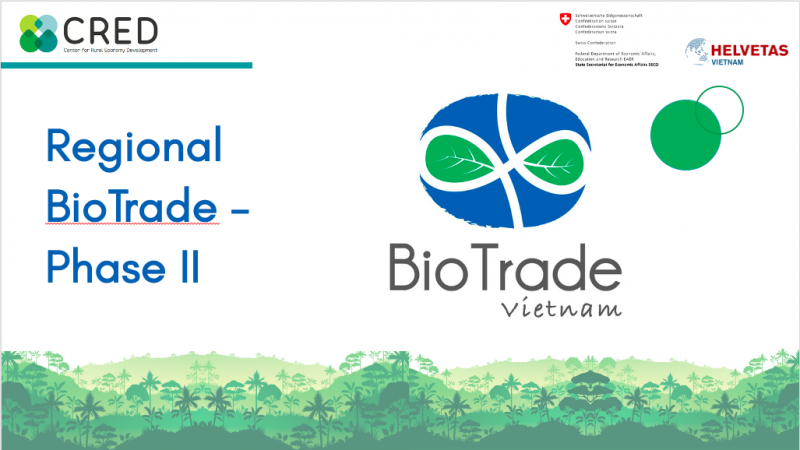 CRED
Center for Rural Economy Development
Schweizerische Eidgenossenschaft
Confédération suisse
Confederazione Svizzera
Confederaziun svizra
Swiss Confederation
Federal Department of Economic Affairs,
Education and Research EAER
State Secretariat for Economic Affairs SECO
HELVETAS
VIETNAM
Regional
BioTrade –
Phase II
BioTrade
Vietnam